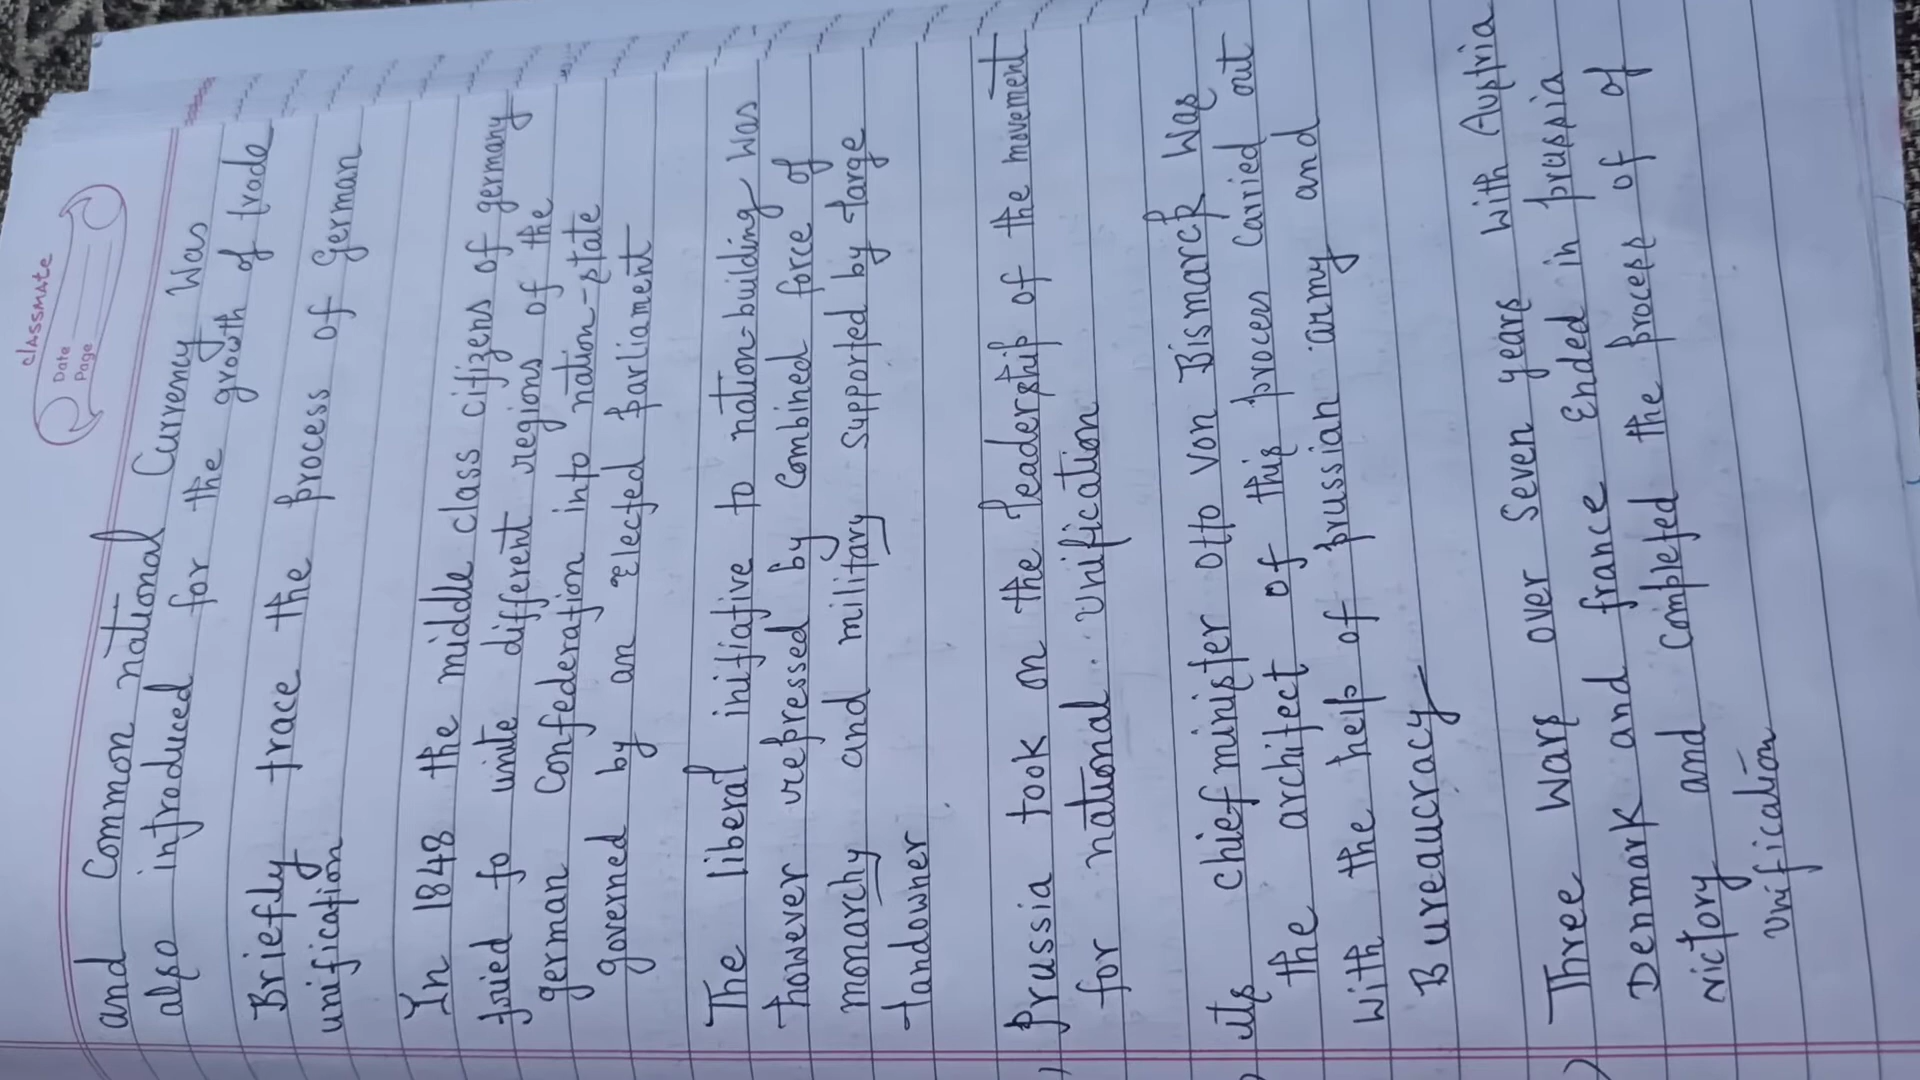 classmate
Date
Page
and Common national Currency Was
also introduced for the growth of trade
Briefly trace the process of German
unification
In 1848 the middle class citizens of germany
tried to unite different regions of the
german Confederation into nation-state
governed by an Elected parliament
The liberal initiative to nation-building was
however repressed by Combined force of
monarchy and military supported by large
landowner
) Prussia took on the leadership of the movement
for national unification
) its chief minister otto von Bismarck Was
the architect of this process Carried out
with the help of prussian army and
Bureaucracy
) Three Wars over Seven years with Austria
Denmark and france Ended in prussia
victory and completed the process of of
unification